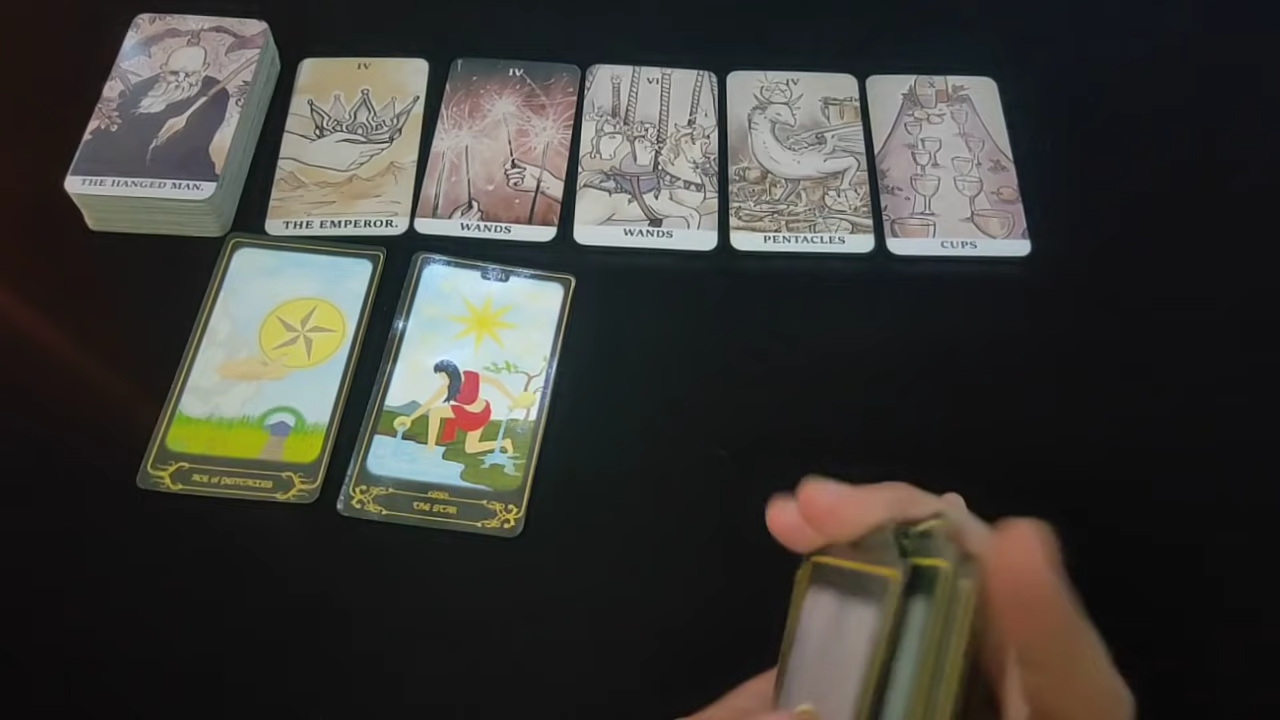 THE HANGED MAN.
IV
THE EMPEROR.
IV
WANDS
VI
WANDS
IV
PENTACLES
X
CUPS
ACE of PENTACLES
THE STAR